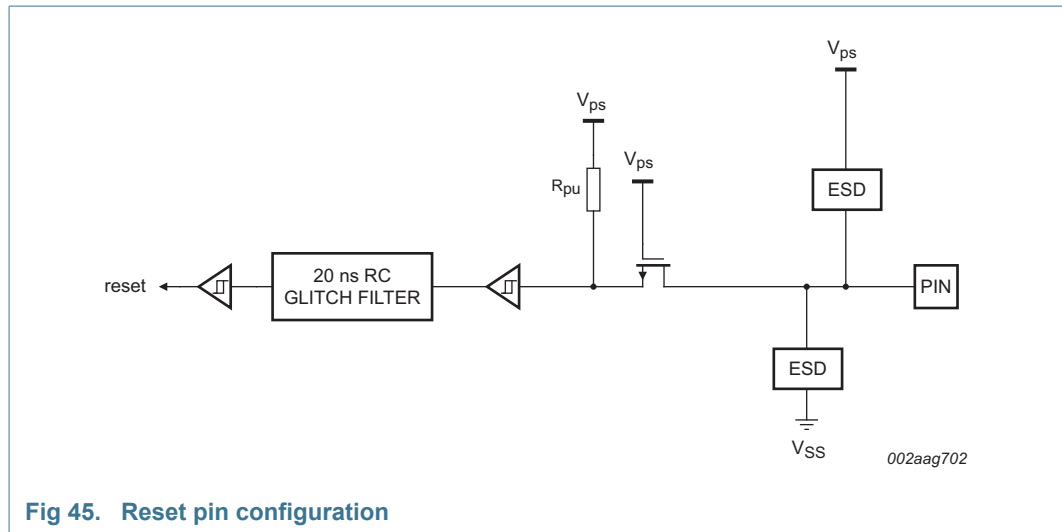 Vps
Vps
Vps
Rpu
ESD
reset
20 ns RC
GLITCH FILTER
PIN
ESD
VSS
002aag702
Fig 45. Reset pin configuration